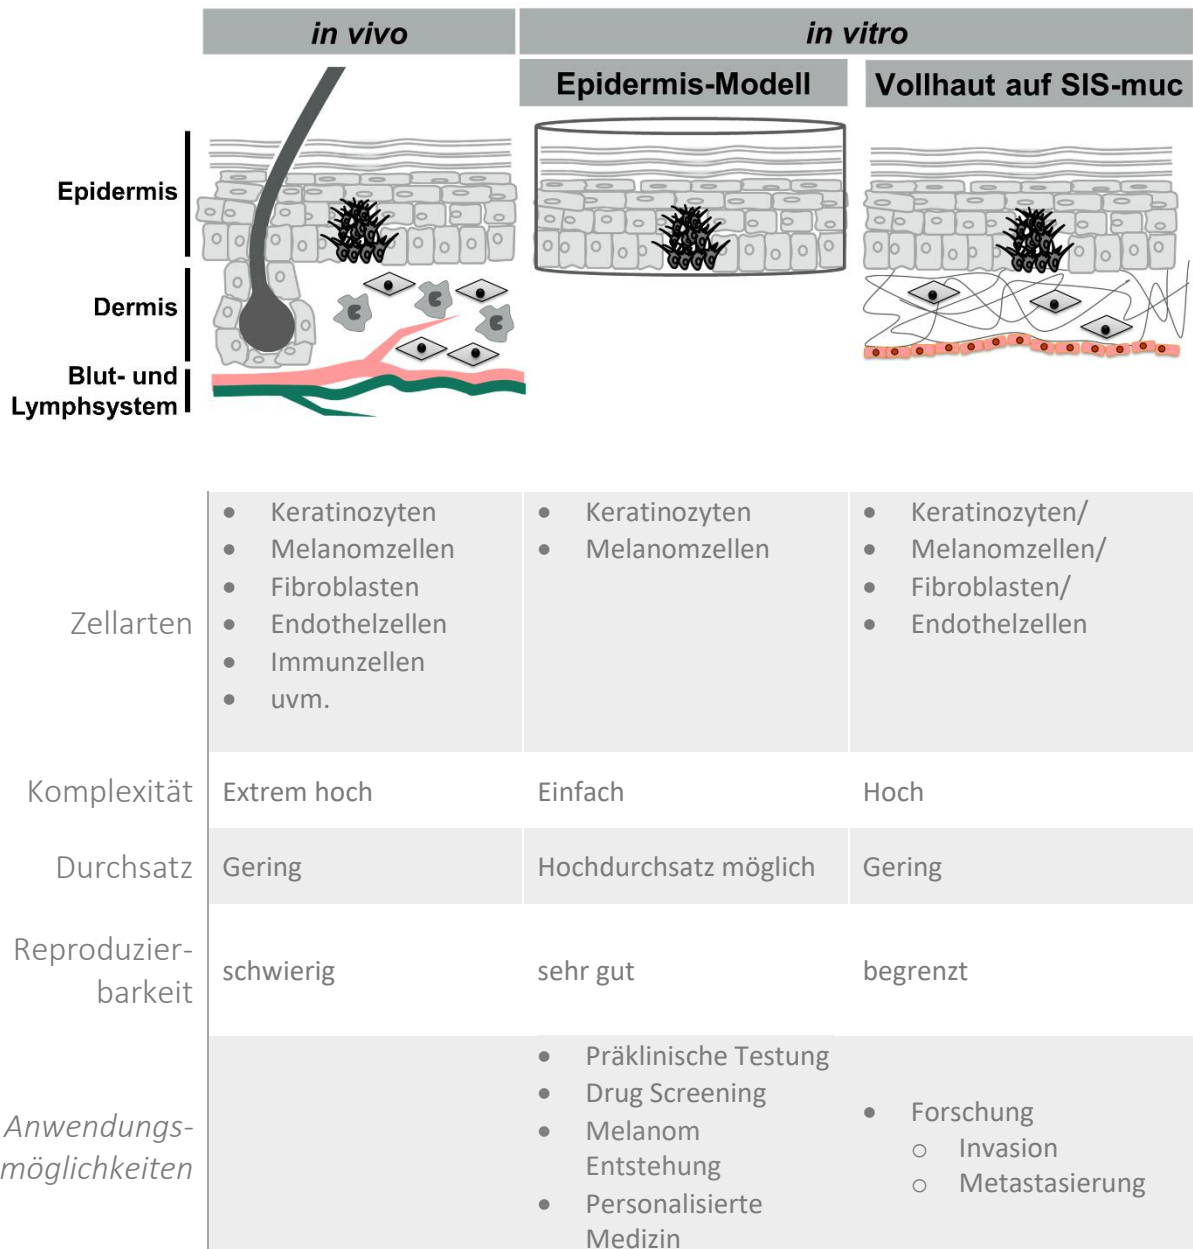 in vivo
in vitro
Epidermis-Modell
Vollhaut auf SIS-muc
Epidermis
Dermis
Blut- und
Lymphsystem
Zellarten
• Keratinozyten
• Melanomzellen
• Fibroblasten
• Endothelzellen
• Immunzellen
• uvm.
• Keratinozyten
• Melanomzellen
• Keratinozyten/
• Melanomzellen/
• Fibroblasten/
• Endothelzellen
Komplexität
Extrem hoch
Einfach
Hoch
Durchsatz
Gering
Hochdurchsatz möglich
Gering
Reproduzier-
barkeit
schwierig
sehr gut
begrenzt
Anwendungs-
möglichkeiten
• Präklinische Testung
• Drug Screening
• Melanom
Entstehung
• Personalisierte
Medizin
• Forschung
o Invasion
o Metastasierung